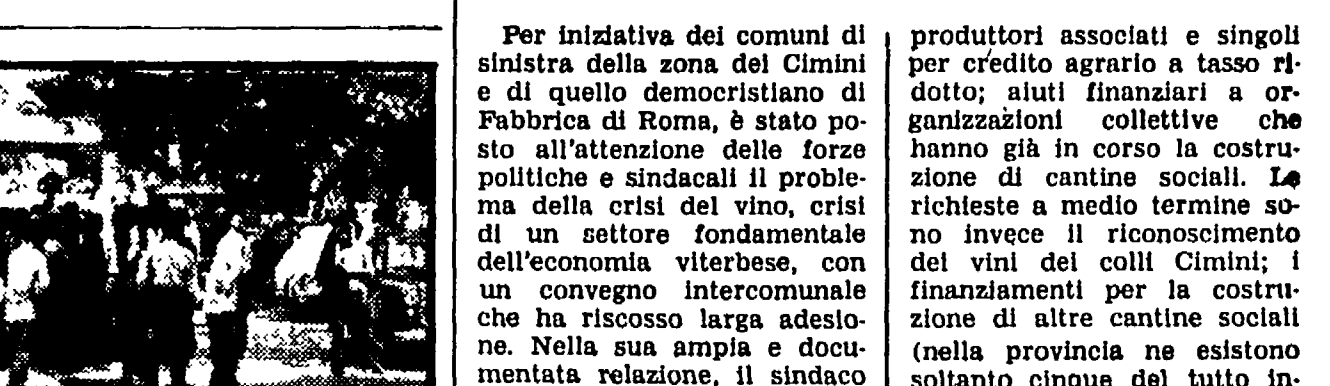 Per iniziativa dei comuni di
sinistra della zona dei Cimini
e di quello democristiano di
Fabbrica di Roma, è stato po-
sto all'attenzione delle forze
politiche e sindacali il proble-
ma della crisi del vino, crisi
di un settore fondamentale
dell'economia viterbese, con
un convegno intercomunale
che ha riscosso larga adesio-
ne. Nella sua ampia e docu-
mentata relazione, il sindaco
produttori associati e singoli
per credito agrario a tasso ri-
dotto; aiuti finanziari a or-
ganizzazioni collettive che
hanno già in corso la costru-
zione di cantine sociali. Le
richieste a medio termine so-
no invece il riconoscimento
dei vini dei colli Cimini; i
finanziamenti per la costru-
zione di altre cantine sociali
(nella provincia ne esistono
soltanto cinque del tutto in-